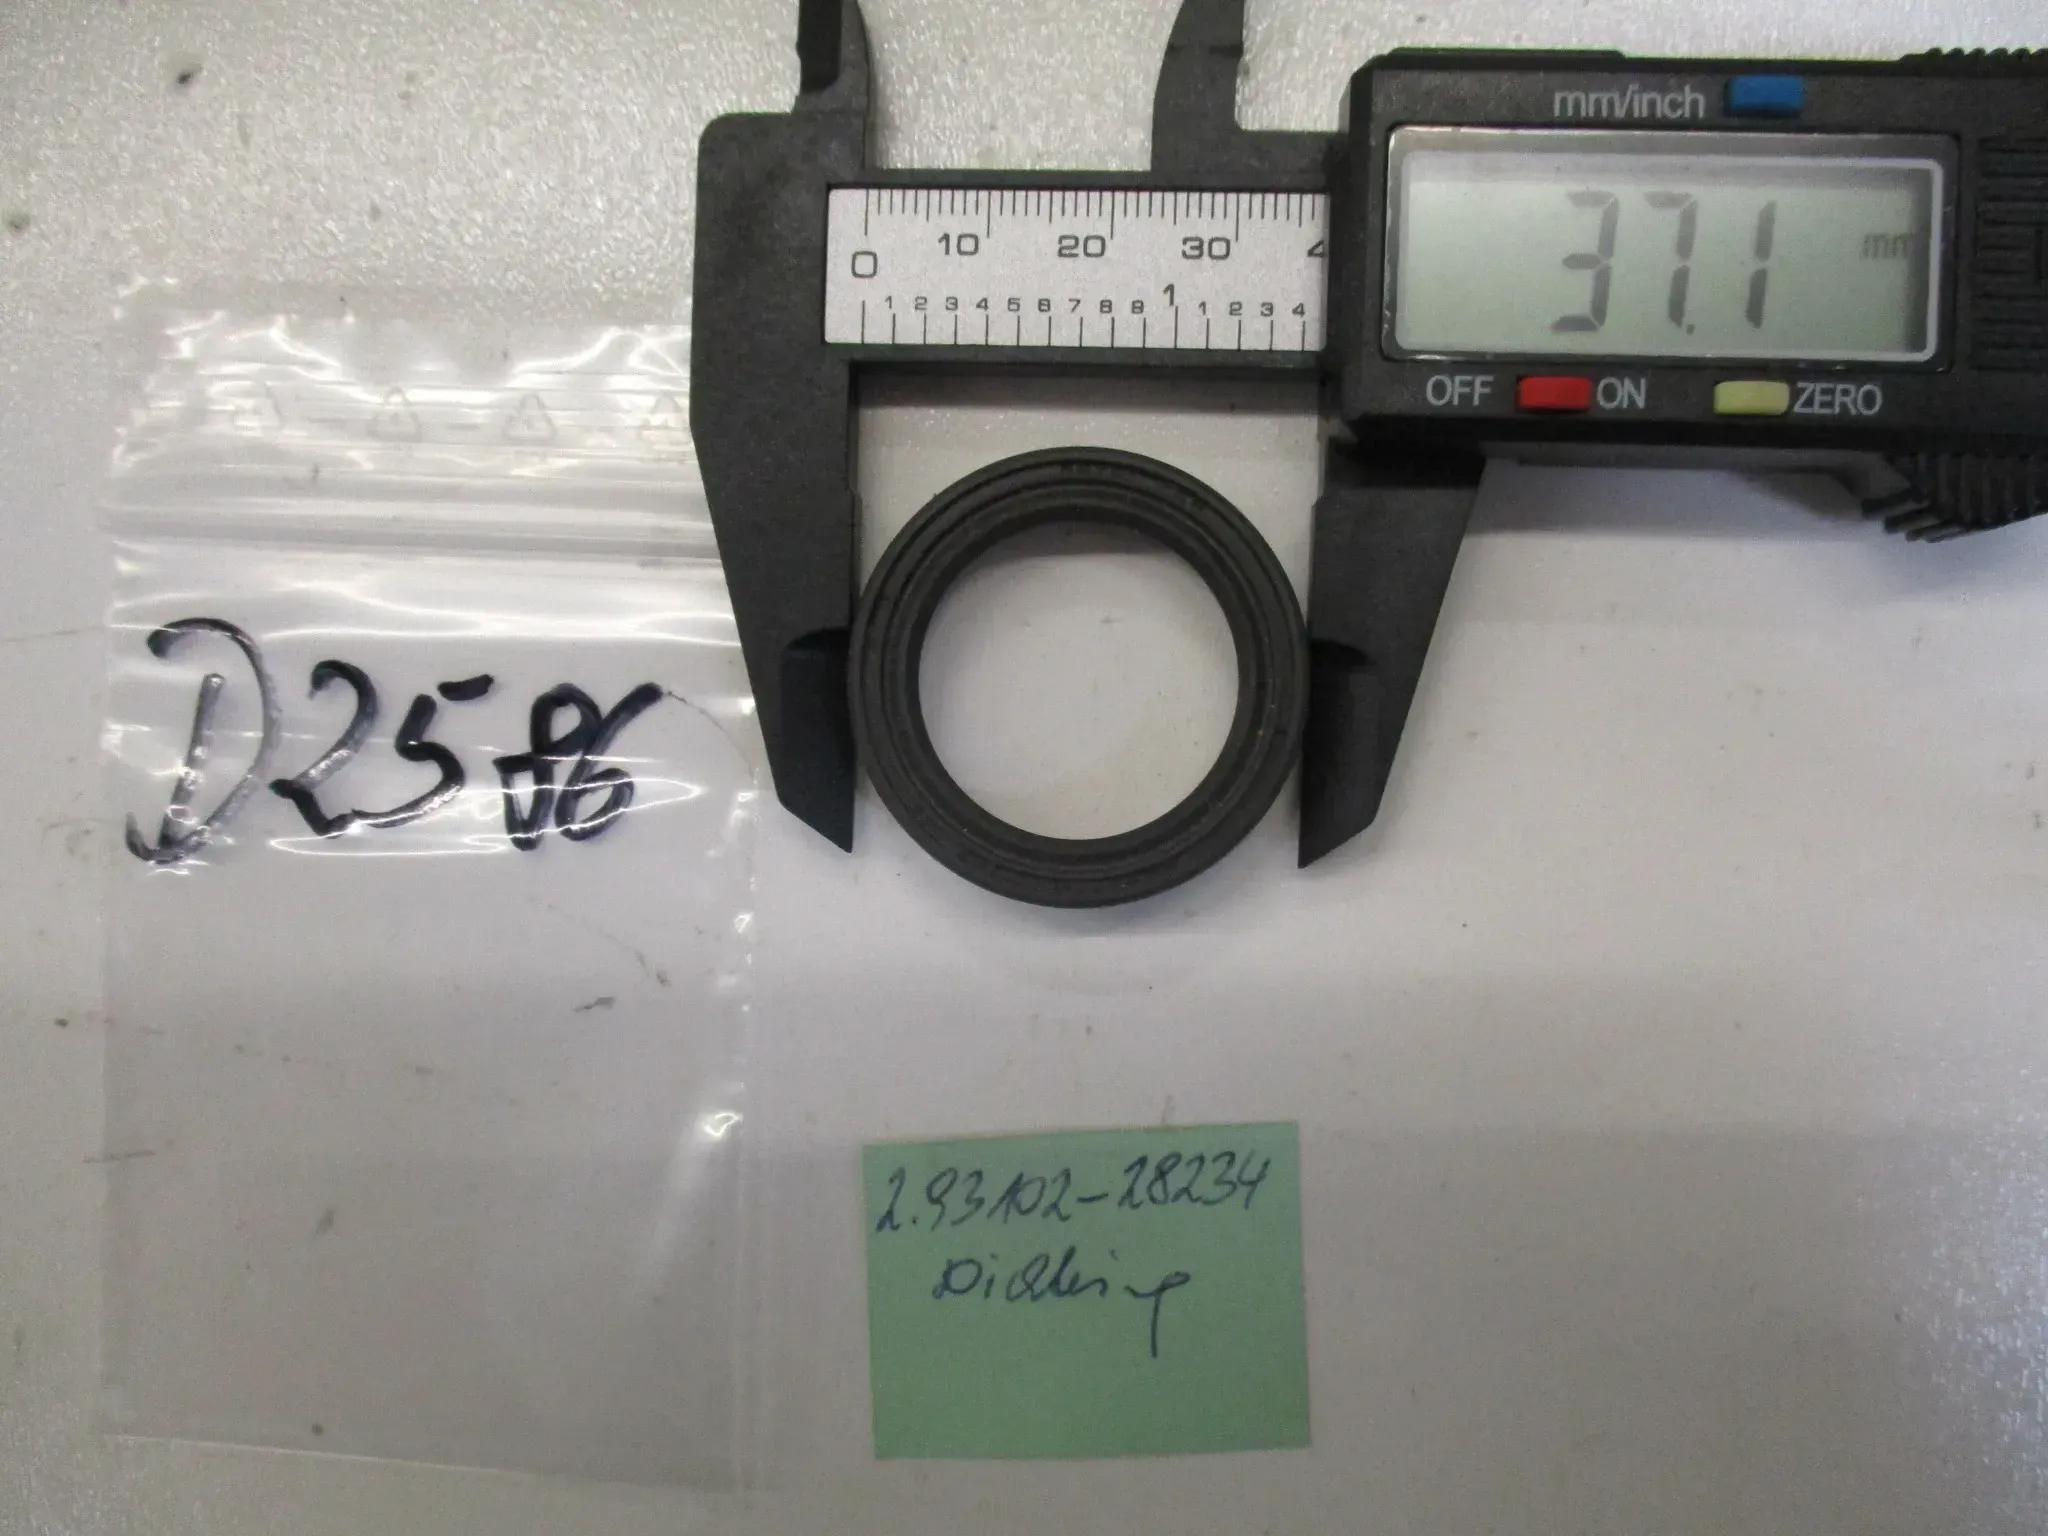 mm/inch
37.1 mm
0 10 20 30 4
1 2 3 4 5 6 7 8 9 1 1 2 3 4
OFF ON ZERO
D2586
2.93102-28234
Dichtring